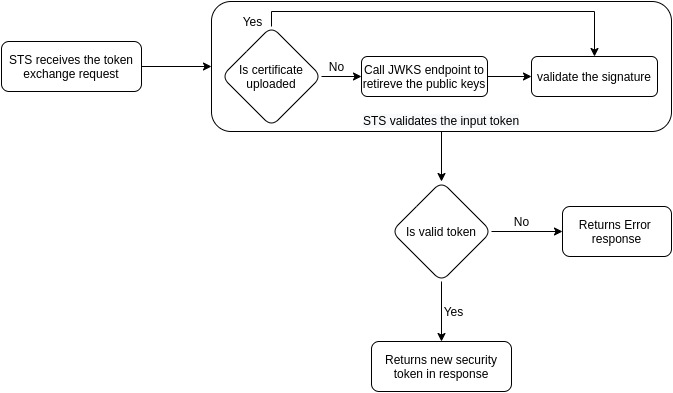 Yes
STS receives the token
exchange request
Is certificate
uploaded
No
Call JWKS endpoint to
retireve the public keys
validate the signature
STS validates the input token
Is valid token
No
Returns Error
response
Yes
Returns new security
token in response